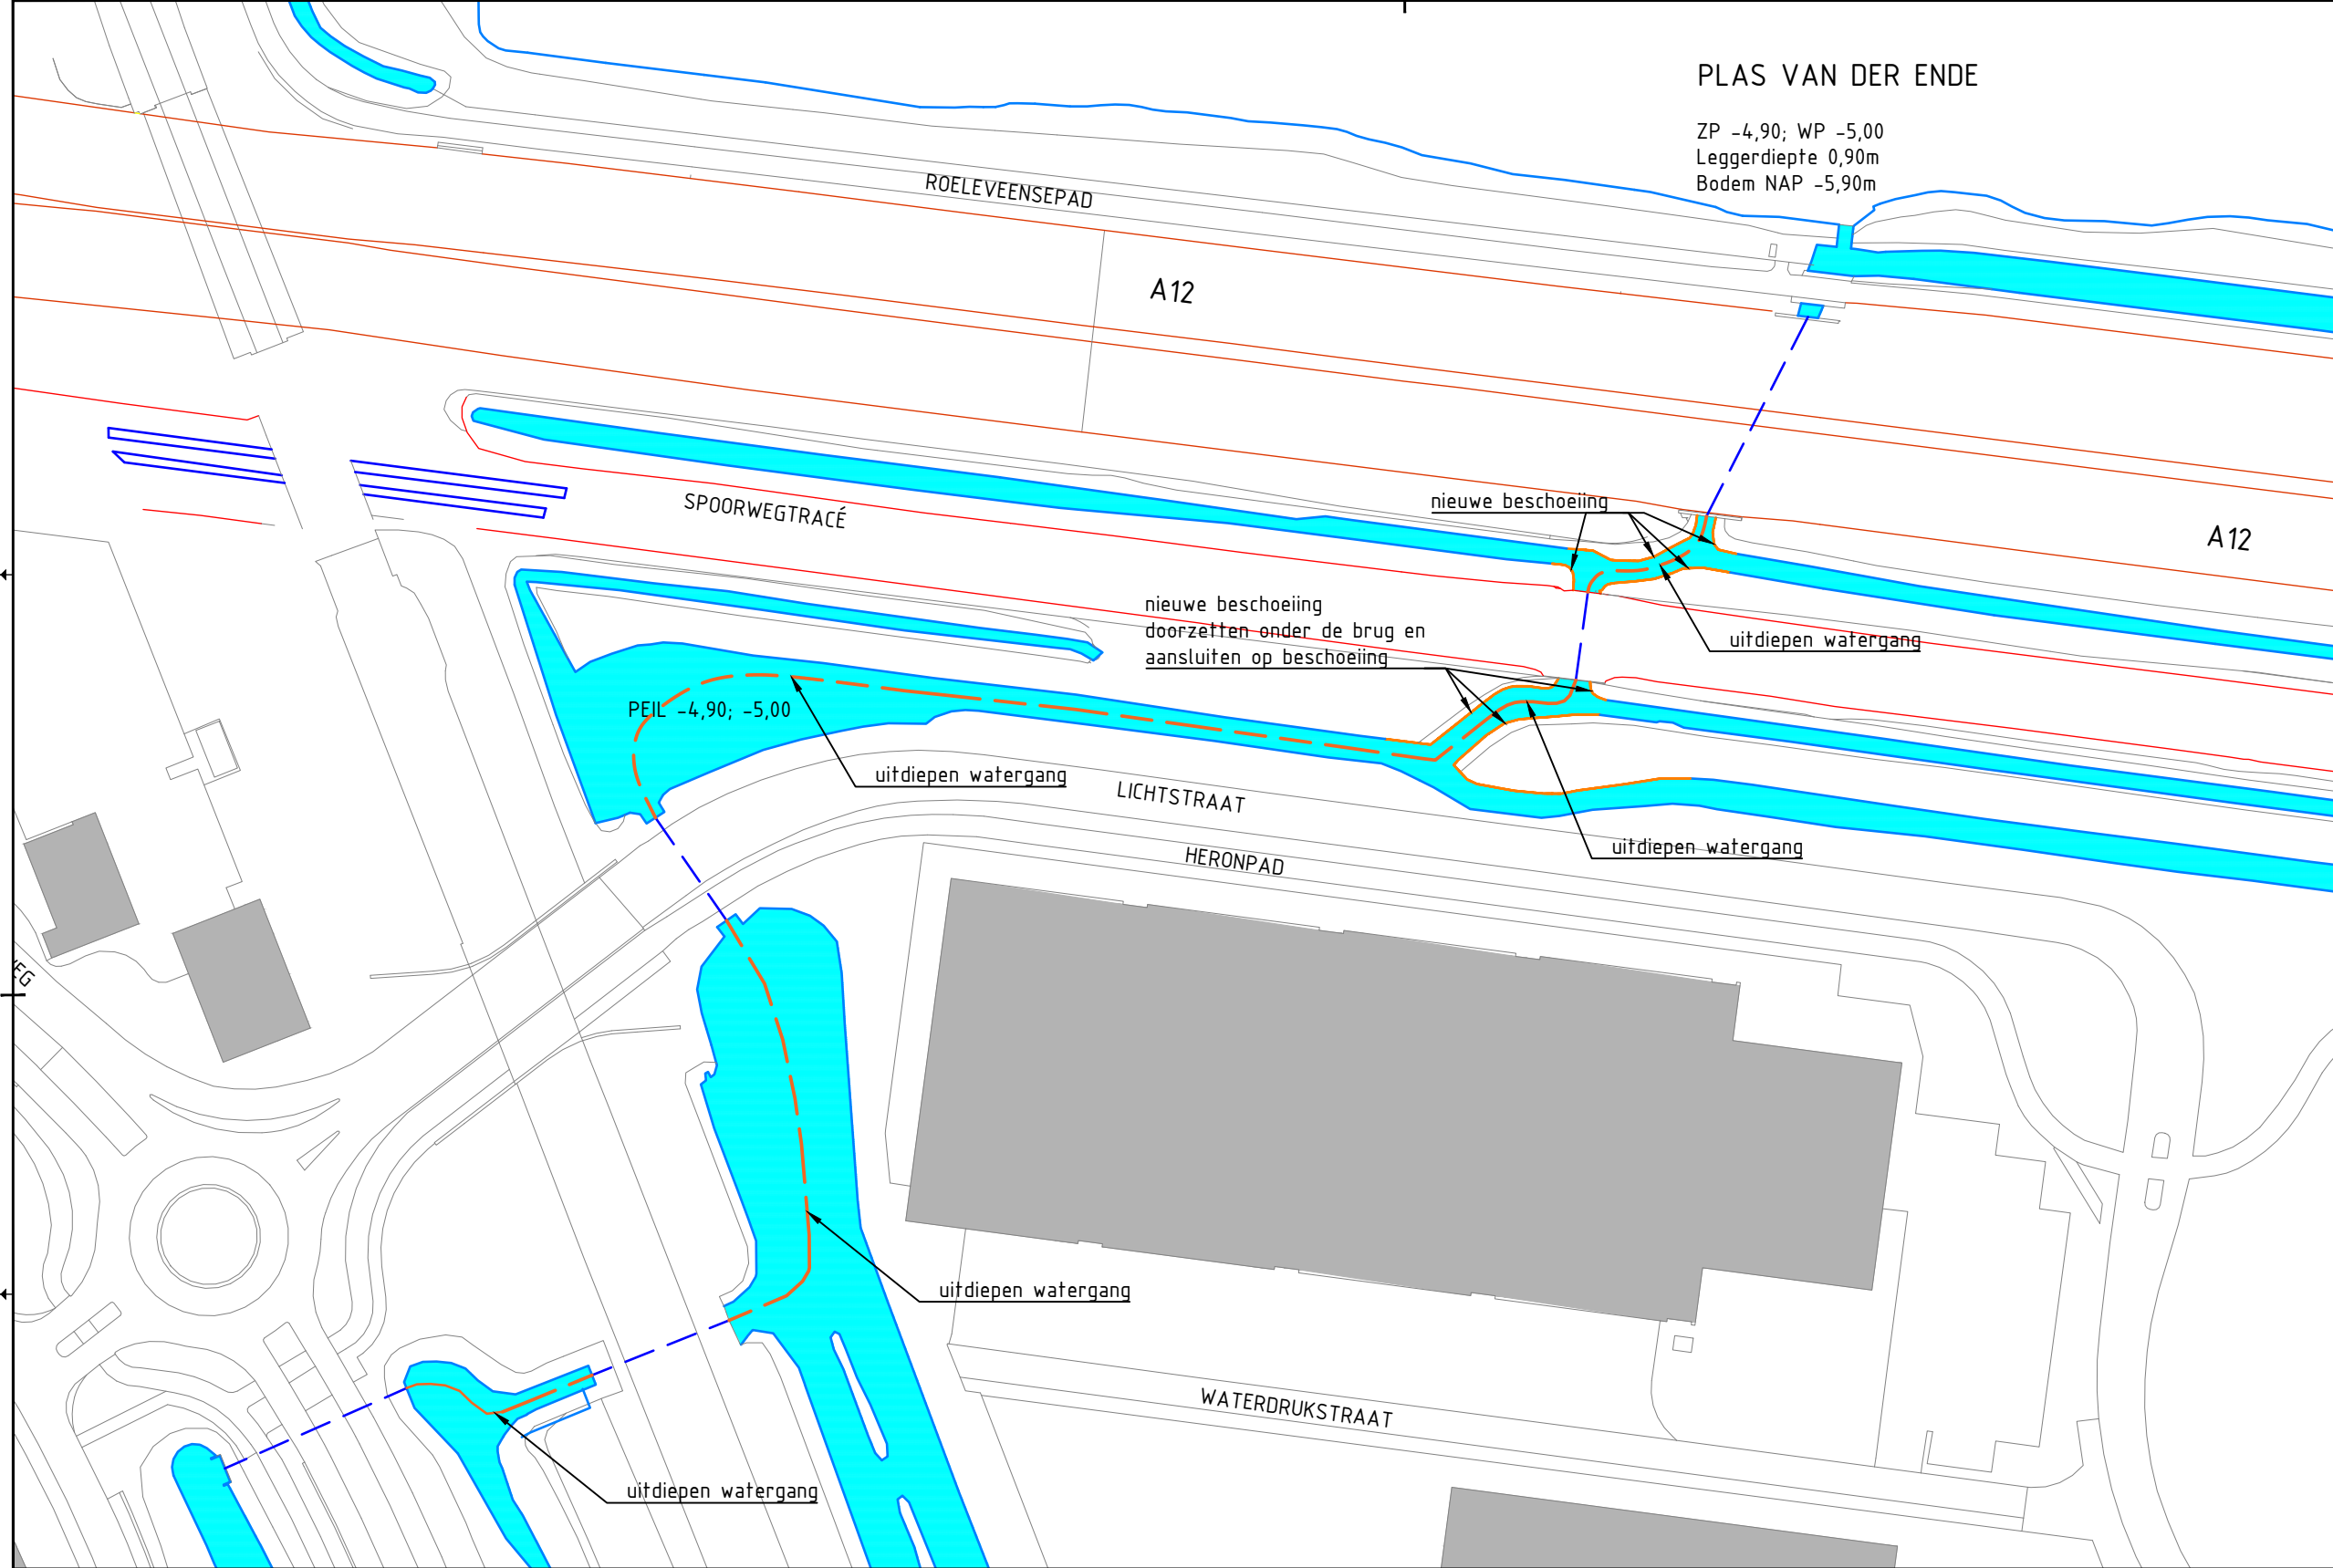 PLAS VAN DER ENDE
ZP -4,90; WP -5,00
Leggerdiepte 0,90m
Bodem NAP -5,90m
ROELEVEENSEPAD
A12
nieuwe beschoeiing
SPOORWEGTRACÉ
A12
nieuwe beschoeiing
doorzetten onder de brug en
aansluiten op beschoeiing
uitdiepen watergang
PEIL -4,90; -5,00
uitdiepen watergang
LICHTSTRAAT
uitdiepen watergang
HERONPAD
EG
uitdiepen watergang
WATERDRUKSTRAAT
uitdiepen watergang